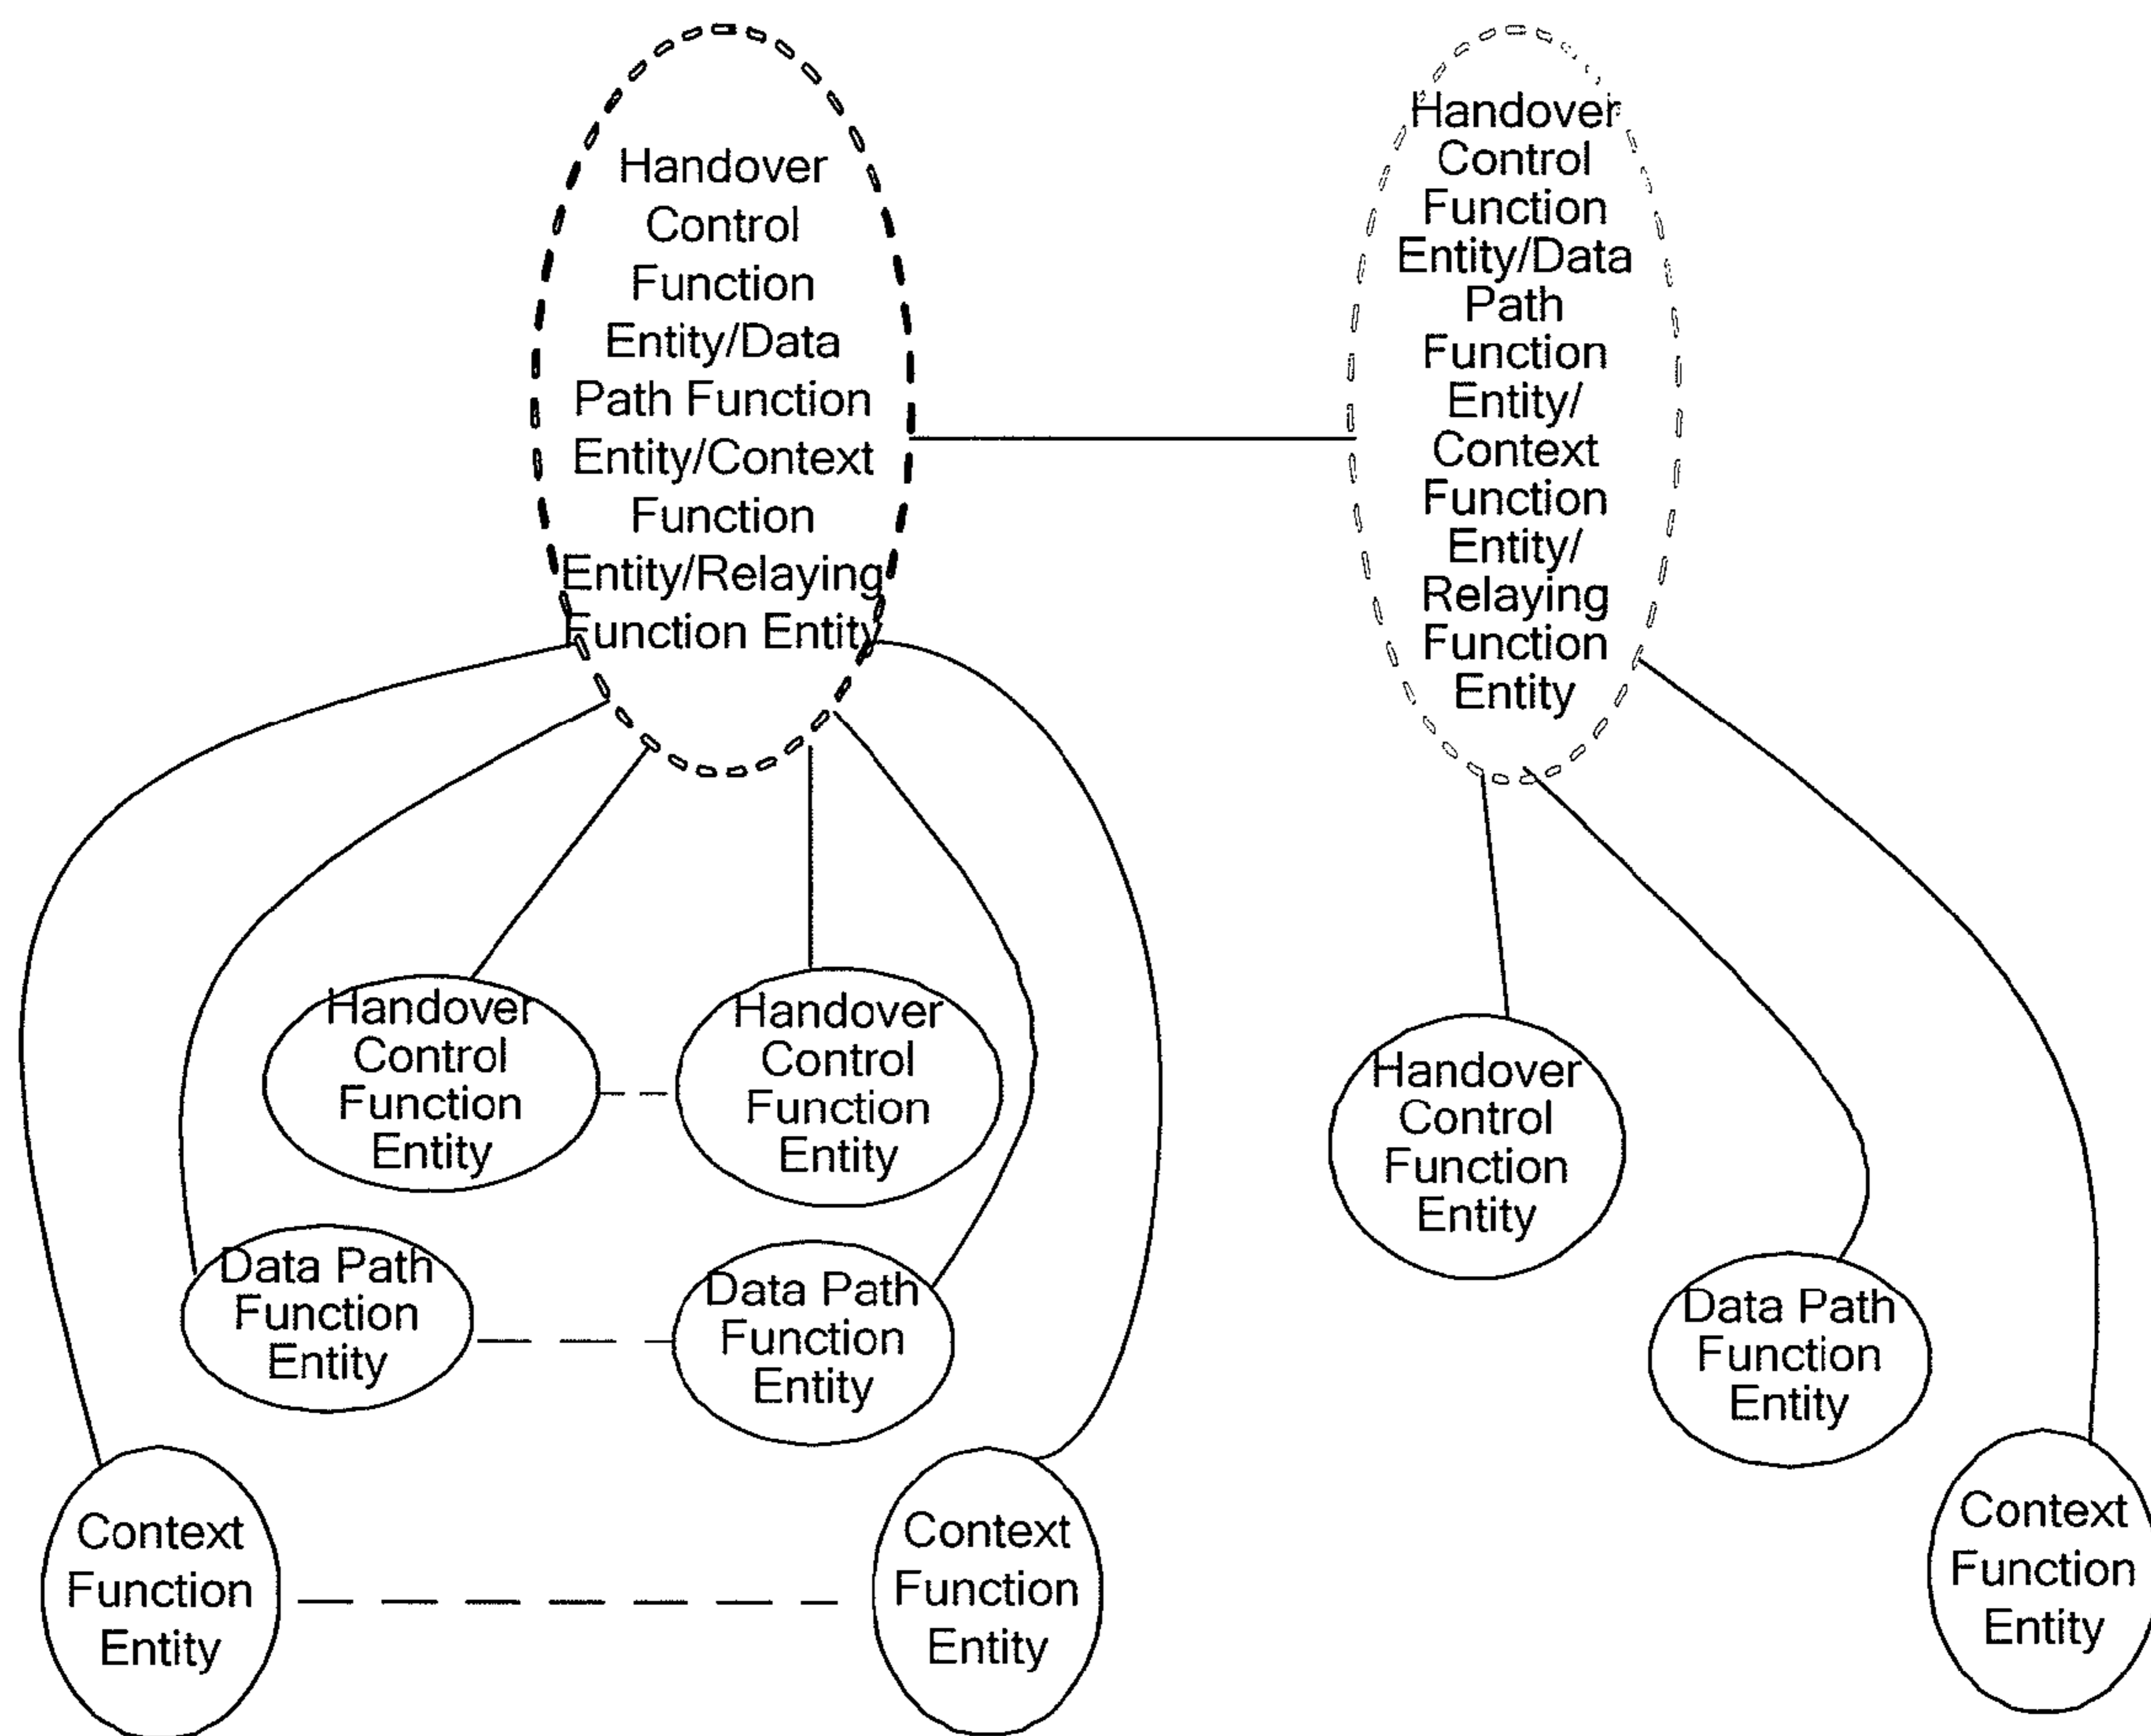 Handover
Control
Function
Entity/Data
Path Function
Entity/Context
Function
Entity/Relaying
Function Entity
Handover
Control
Function
Entity/Data
Path
Function
Entity/
Context
Function
Entity/
Relaying
Function
Entity
Handover
Control
Function
Entity
Handover
Control
Function
Entity
Handover
Control
Function
Entity
Data Path
Function
Entity
Data Path
Function
Entity
Data Path
Function
Entity
Context
Function
Entity
Context
Function
Entity
Context
Function
Entity